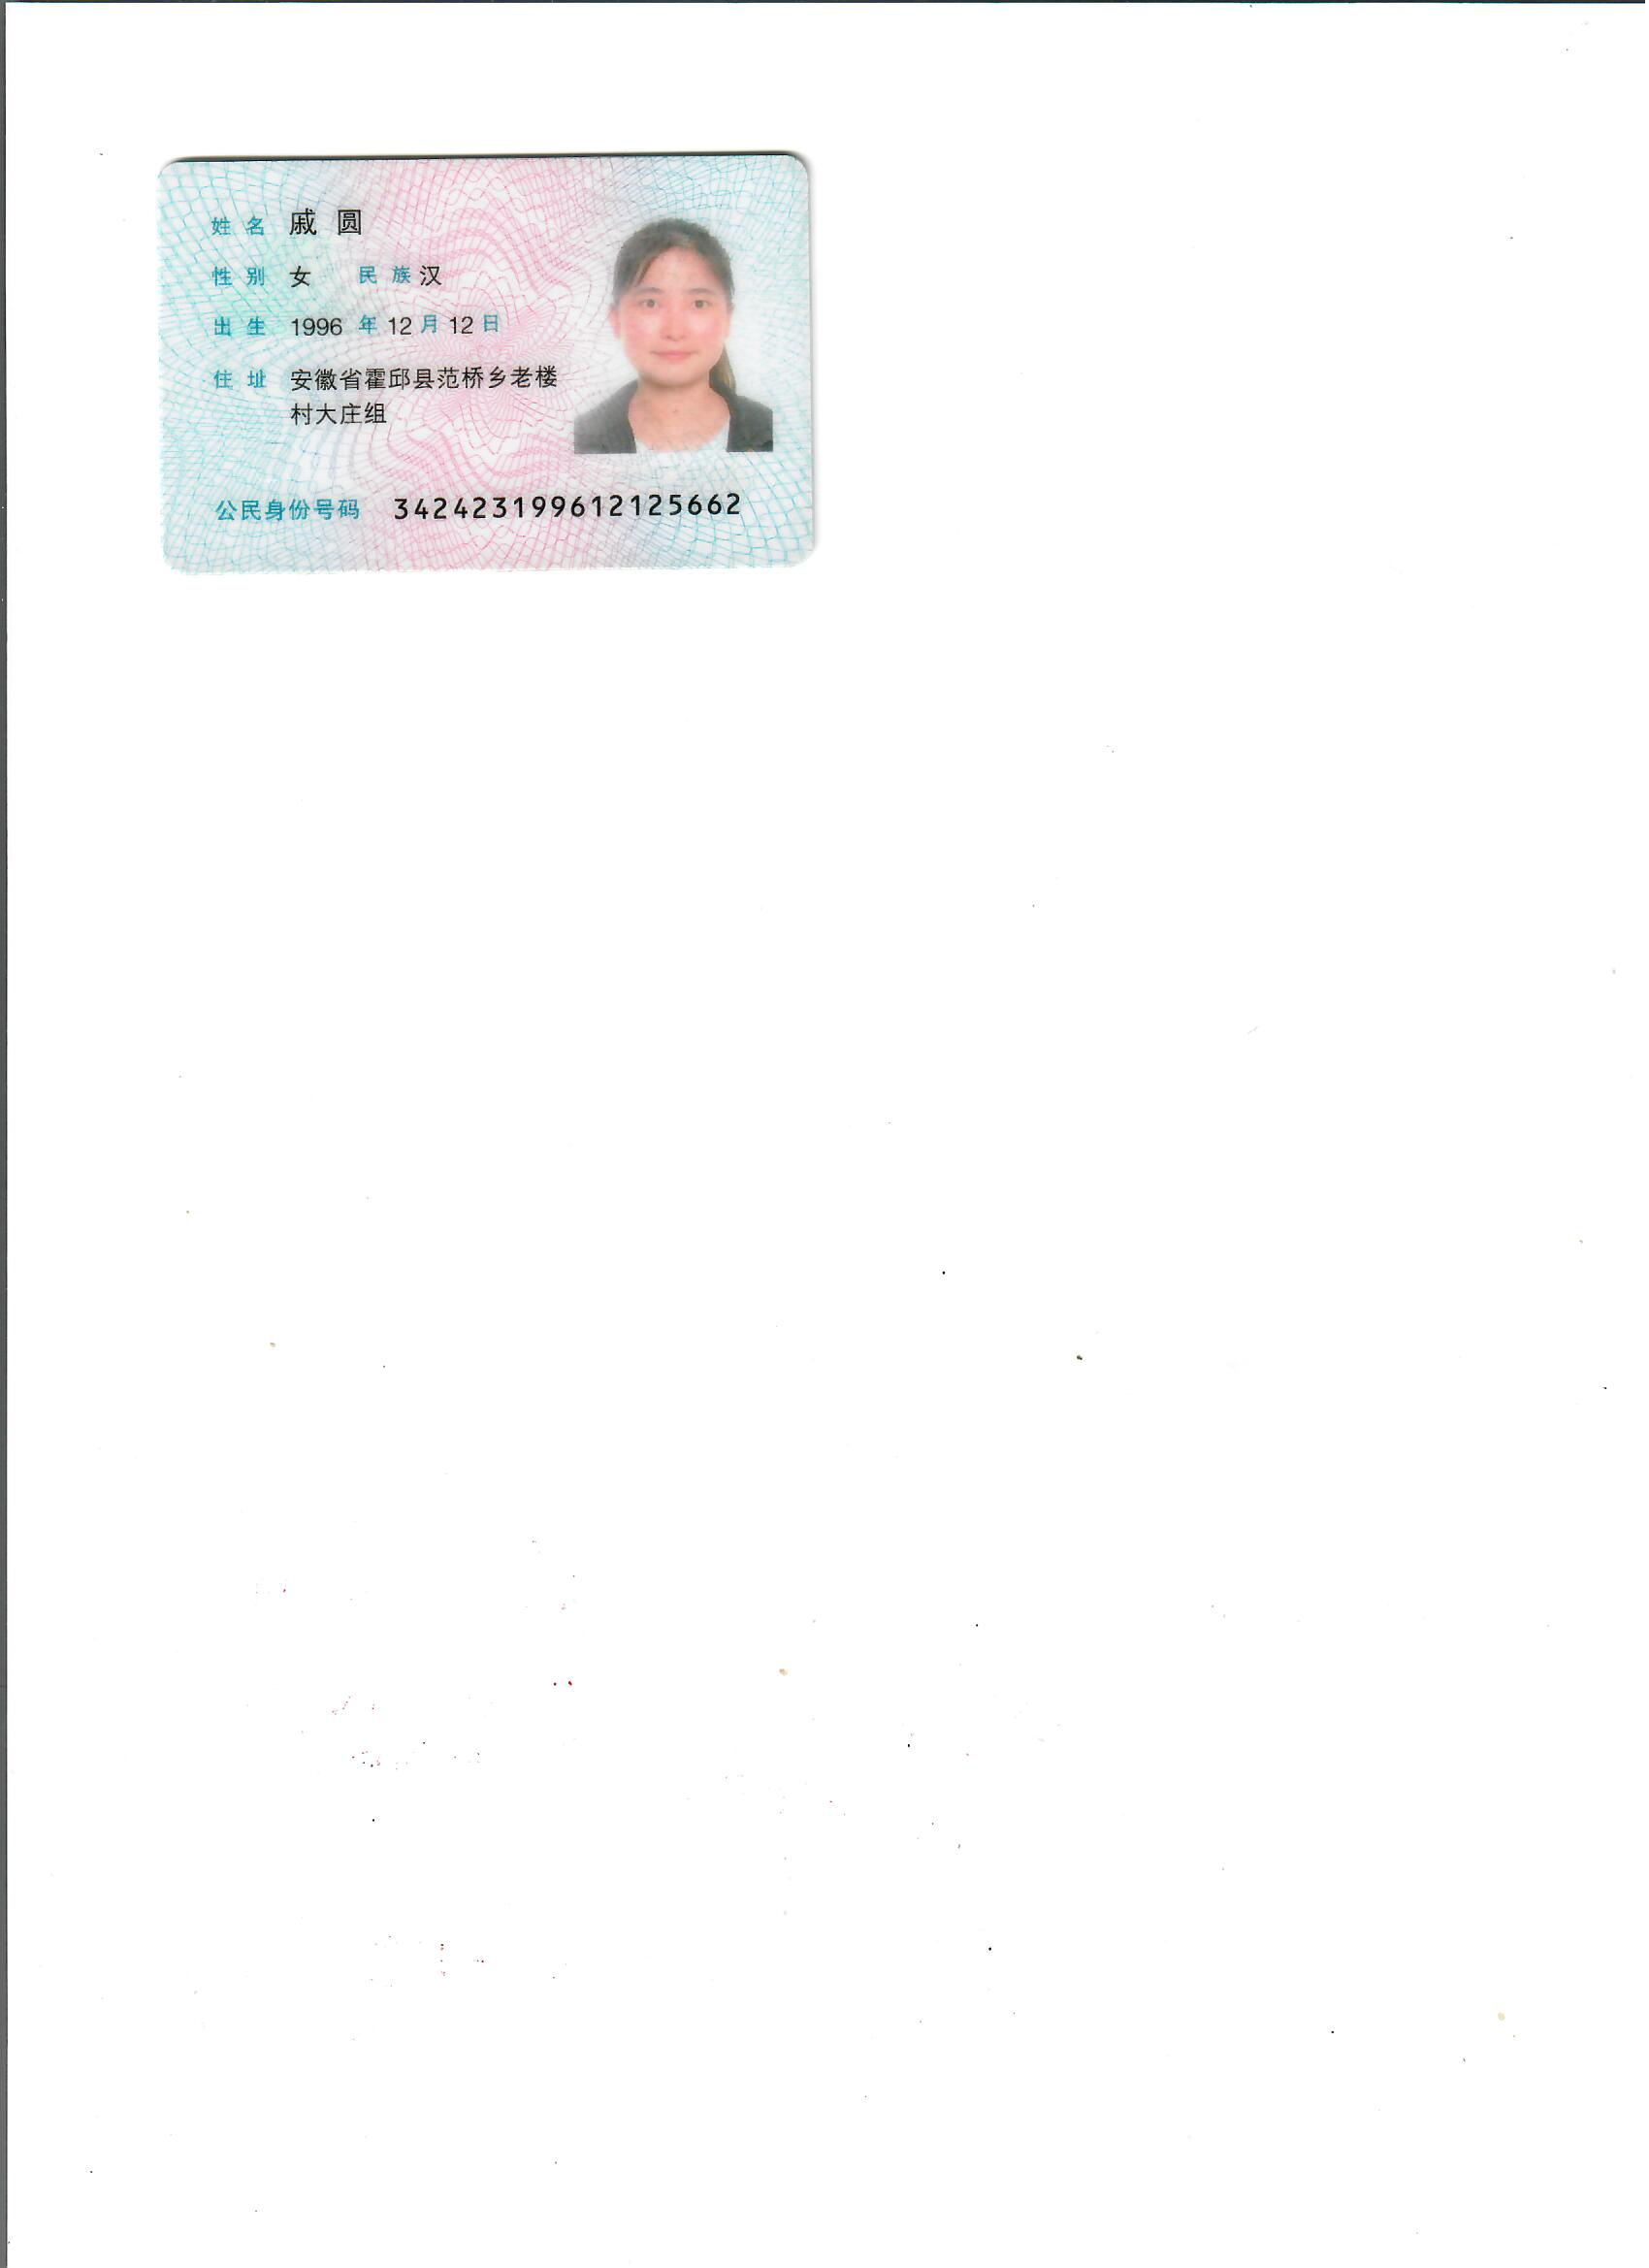 姓名 戚圆
性别 女 民族 汉
出生 1996 年 12 月 12 日
住址 安徽省霍邱县范桥乡老楼
村大庄组
公民身份号码 342423199612125662